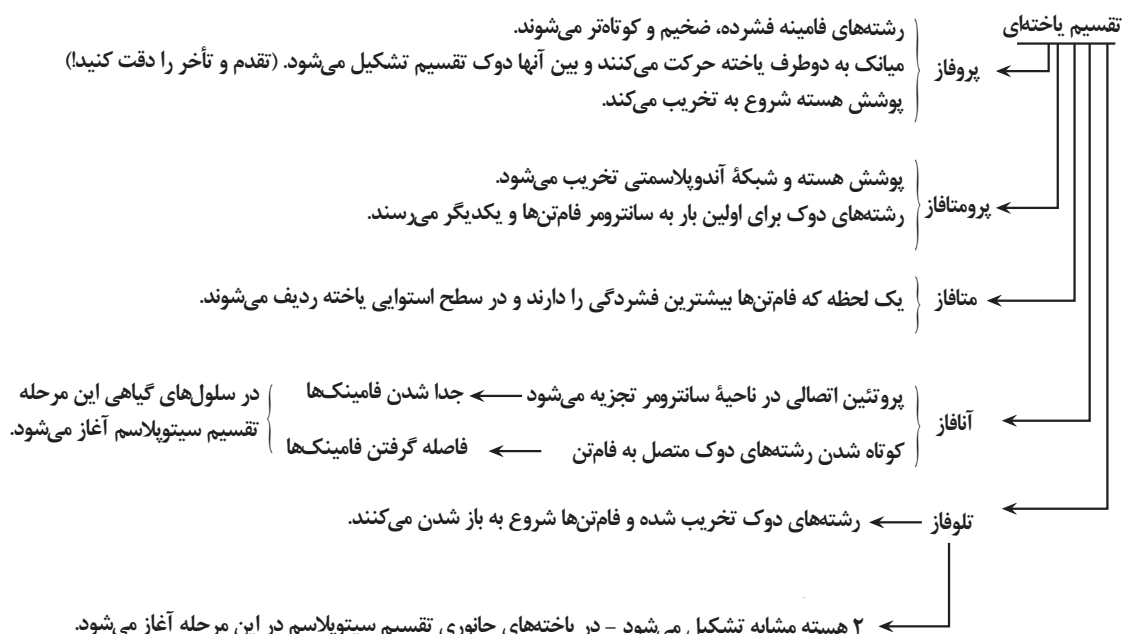 تقسیم یاخته‌ای
پروفاز
رشته‌های فامینه فشرده، ضخیم و کوتاه‌تر می‌شوند.
میانک به دوطرف یاخته حرکت می‌کنند و بین آنها دوک تقسیم تشکیل می‌شود. (تقدم و تأخر را دقت کنید!)
پوشش هسته شروع به تخریب می‌کند.
پرومتافاز
پوشش هسته و شبکهٔ آندوپلاسمتی تخریب می‌شود.
رشته‌های دوک برای اولین بار به سانترومر فام‌تن‌ها و یکدیگر می‌رسند.
متافاز
یک لحظه که فام‌تن‌ها بیشترین فشردگی را دارند و در سطح استوایی یاخته ردیف می‌شوند.
آنافاز
پروتئین اتصالی در ناحیهٔ سانترومر تجزیه می‌شود ← جدا شدن فامینک‌ها
کوتاه شدن رشته‌های دوک متصل به فام‌تن ← فاصله گرفتن فامینک‌ها
در سلول‌های گیاهی این مرحله
تقسیم سیتوپلاسم آغاز می‌شود.
تلوفاز ← رشته‌های دوک تخریب شده و فام‌تن‌ها شروع به باز شدن می‌کنند.
۲ هسته مشابه تشکیل می‌شود – در یاخته‌های جانوری تقسیم سیتوپلاسم در این مرحله آغاز می‌شود.